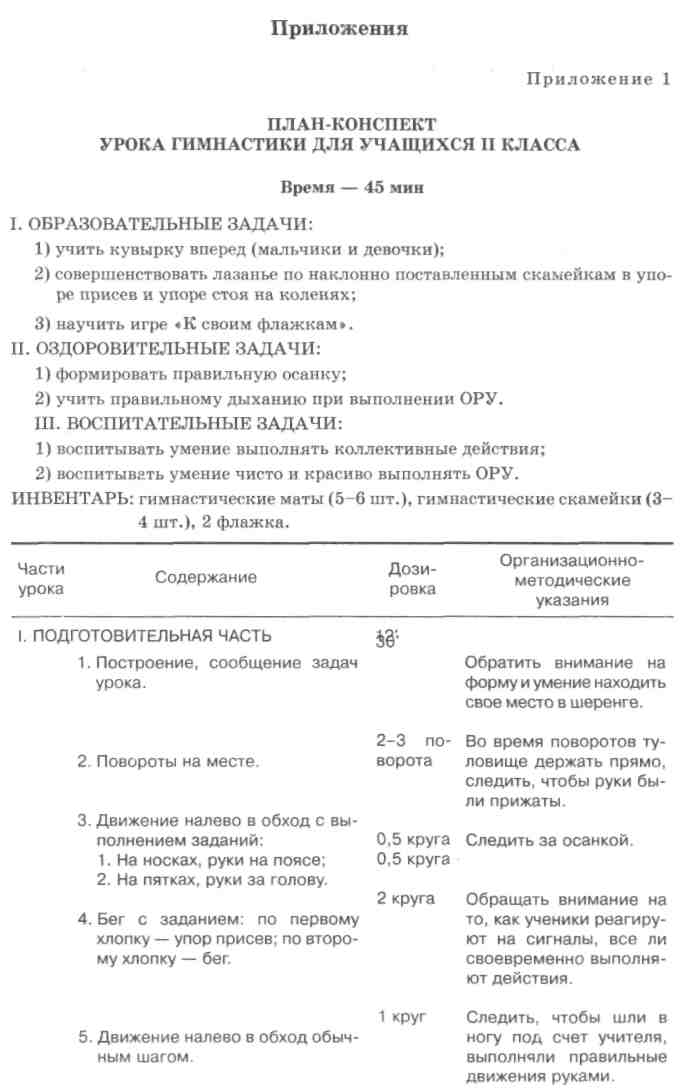 Приложения
Приложение 1
ПЛАН-КОНСПЕКТ
УРОКА ГИМНАСТИКИ ДЛЯ УЧАЩИХСЯ II КЛАССА
Время — 45 мин
I. ОБРАЗОВАТЕЛЬНЫЕ ЗАДАЧИ:
1) учить кувырку вперед (мальчики и девочки);
2) совершенствовать лазанье по наклонно поставленным скамейкам в упо-
ре присев и упоре стоя на коленях;
3) научить игре «К своим флажкам».
II. ОЗДОРОВИТЕЛЬНЫЕ ЗАДАЧИ:
1) формировать правильную осанку;
2) учить правильному дыханию при выполнении ОРУ.
III. ВОСПИТАТЕЛЬНЫЕ ЗАДАЧИ:
1) воспитывать умение выполнять коллективные действия;
2) воспитывать умение чисто и красиво выполнять ОРУ.
ИНВЕНТАРЬ: гимнастические маты (5–6 шт.), гимнастические скамейки (3–
4 шт.), 2 флажка.
Части
урока
Содержание
Дози-
ровка
Организационно-
методические
указания
I. ПОДГОТОВИТЕЛЬНАЯ ЧАСТЬ
1. Построение, сообщение задач
урока.
Обратить внимание на
форму и умение находить
свое место в шеренге.
2. Повороты на месте.
2–3 по-
ворота
Во время поворотов ту-
ловище держать прямо,
следить, чтобы руки бы-
ли прижаты.
3. Движение налево в обход с вы-
полнением заданий:
1. На носках, руки на поясе;
2. На пятках, руки за голову.
0,5 круга
0,5 круга
Следить за осанкой.
4. Бег с заданием: по первому
хлопку — упор присев; по второ-
му хлопку — бег.
2 круга
Обращать внимание на
то, как ученики реагиру-
ют на сигналы, все ли
своевременно выполня-
ют действия.
5. Движение налево в обход обыч-
ным шагом.
1 круг
Следить, чтобы шли в
ногу под счет учителя,
выполняли правильные
движения руками.